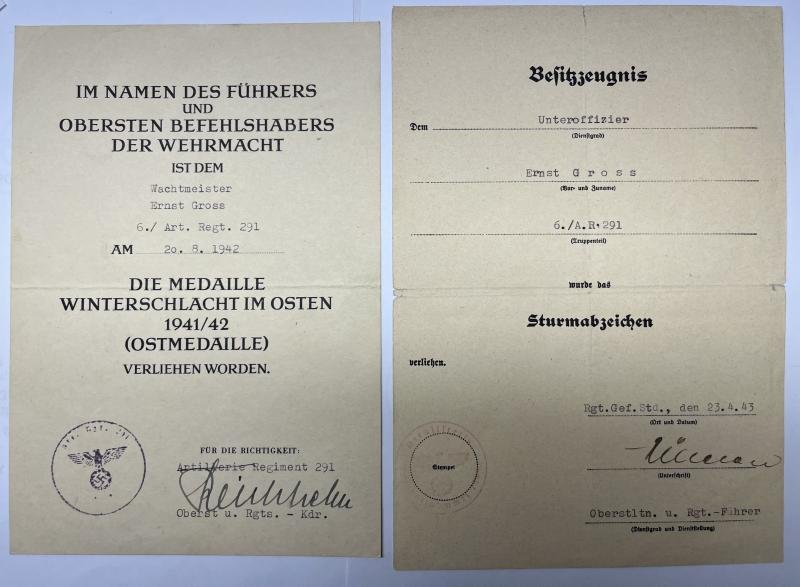 IM NAMEN DES FÜHRERS
UND
OBERSTEN BEFEHLSHABERS
DER WEHRMACHT
IST DEM
Wachtmeister
Ernst Gross
6./ Art. Regt. 291
AM 2o. 8. 1942
DIE MEDAILLE
WINTERSCHLACHT IM OSTEN
1941/42
(OSTMEDAILLE)
VERLIEHEN WORDEN.
FÜR DIE RICHTIGKEIT:
Artillerie Regiment 291
Oberst u. Rgts. - Kdr.
Besitzzeugnis
Dem Unteroffizier
(Dienstgrad)
Ernst G r o s s
(Vor- und Zuname)
6./A.R.291
(Truppenteil)
wurde das
Sturmabzeichen
verliehen.
Rgt.Gef.Std., den 23.4.43
(Ort und Datum)
Stempel
(Unterschrift)
Oberstltn. u. Rgt.-Führer
(Dienstgrad und Dienststellung)